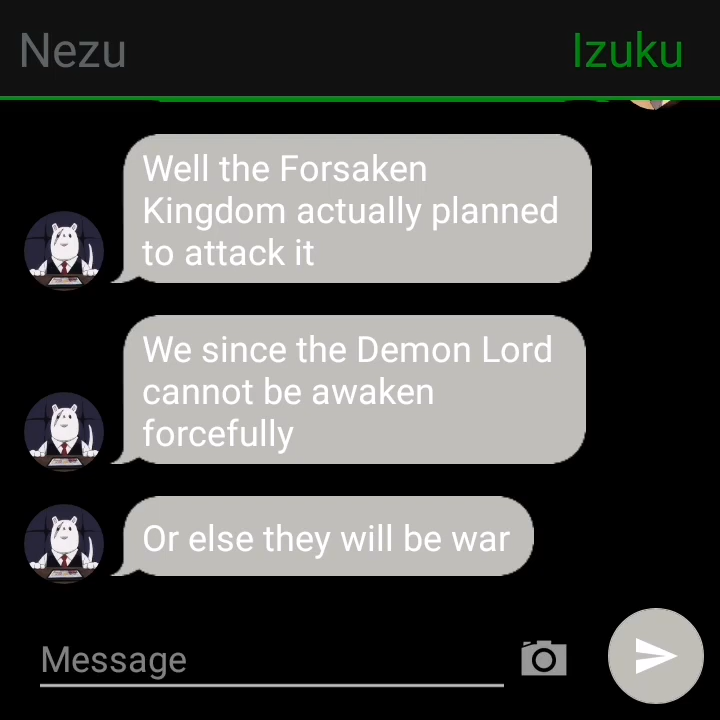 Nezu
Izuku
Well the Forsaken
Kingdom actually planned
to attack it
We since the Demon Lord
cannot be awaken
forcefully
Or else they will be war
Message